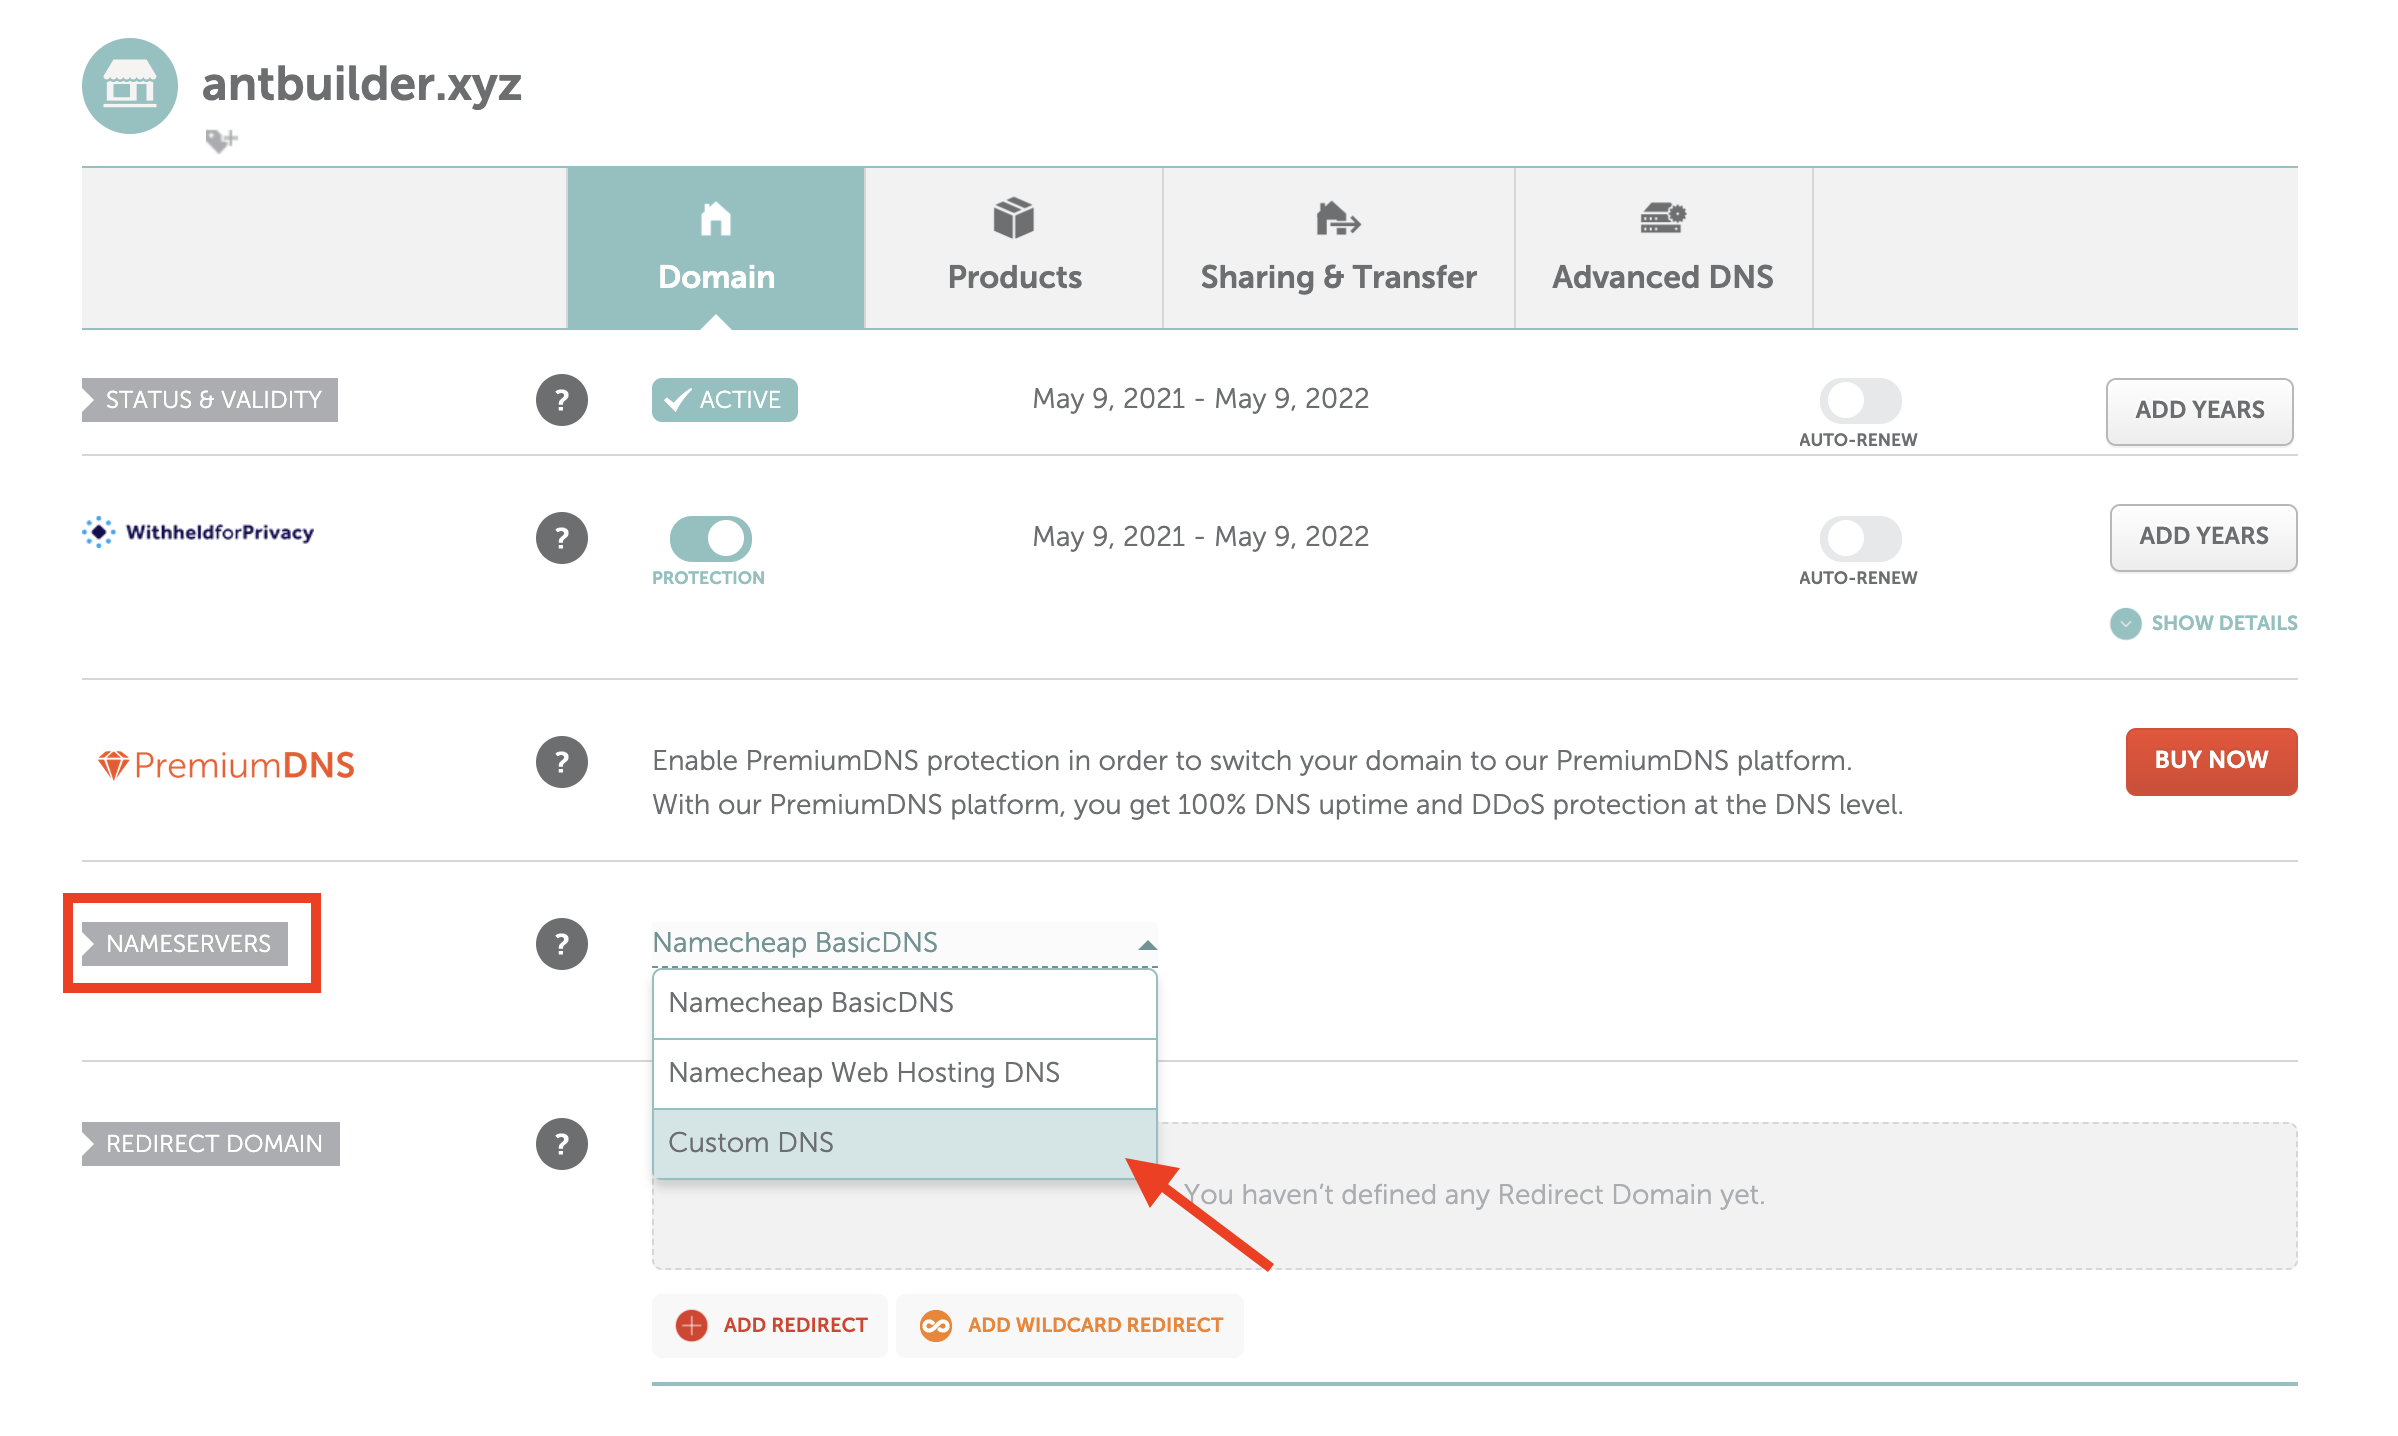 antbuilder.xyz
Domain
Products
Sharing & Transfer
Advanced DNS
STATUS & VALIDITY
?
ACTIVE
May 9, 2021 - May 9, 2022
AUTO-RENEW
ADD YEARS
WithheldforPrivacy
?
PROTECTION
May 9, 2021 - May 9, 2022
AUTO-RENEW
ADD YEARS
SHOW DETAILS
PremiumDNS
?
Enable PremiumDNS protection in order to switch your domain to our PremiumDNS platform.
With our PremiumDNS platform, you get 100% DNS uptime and DDoS protection at the DNS level.
BUY NOW
NAMESERVERS
?
Namecheap BasicDNS
Namecheap BasicDNS
Namecheap Web Hosting DNS
Custom DNS
REDIRECT DOMAIN
?
You haven’t defined any Redirect Domain yet.
ADD REDIRECT
ADD WILDCARD REDIRECT